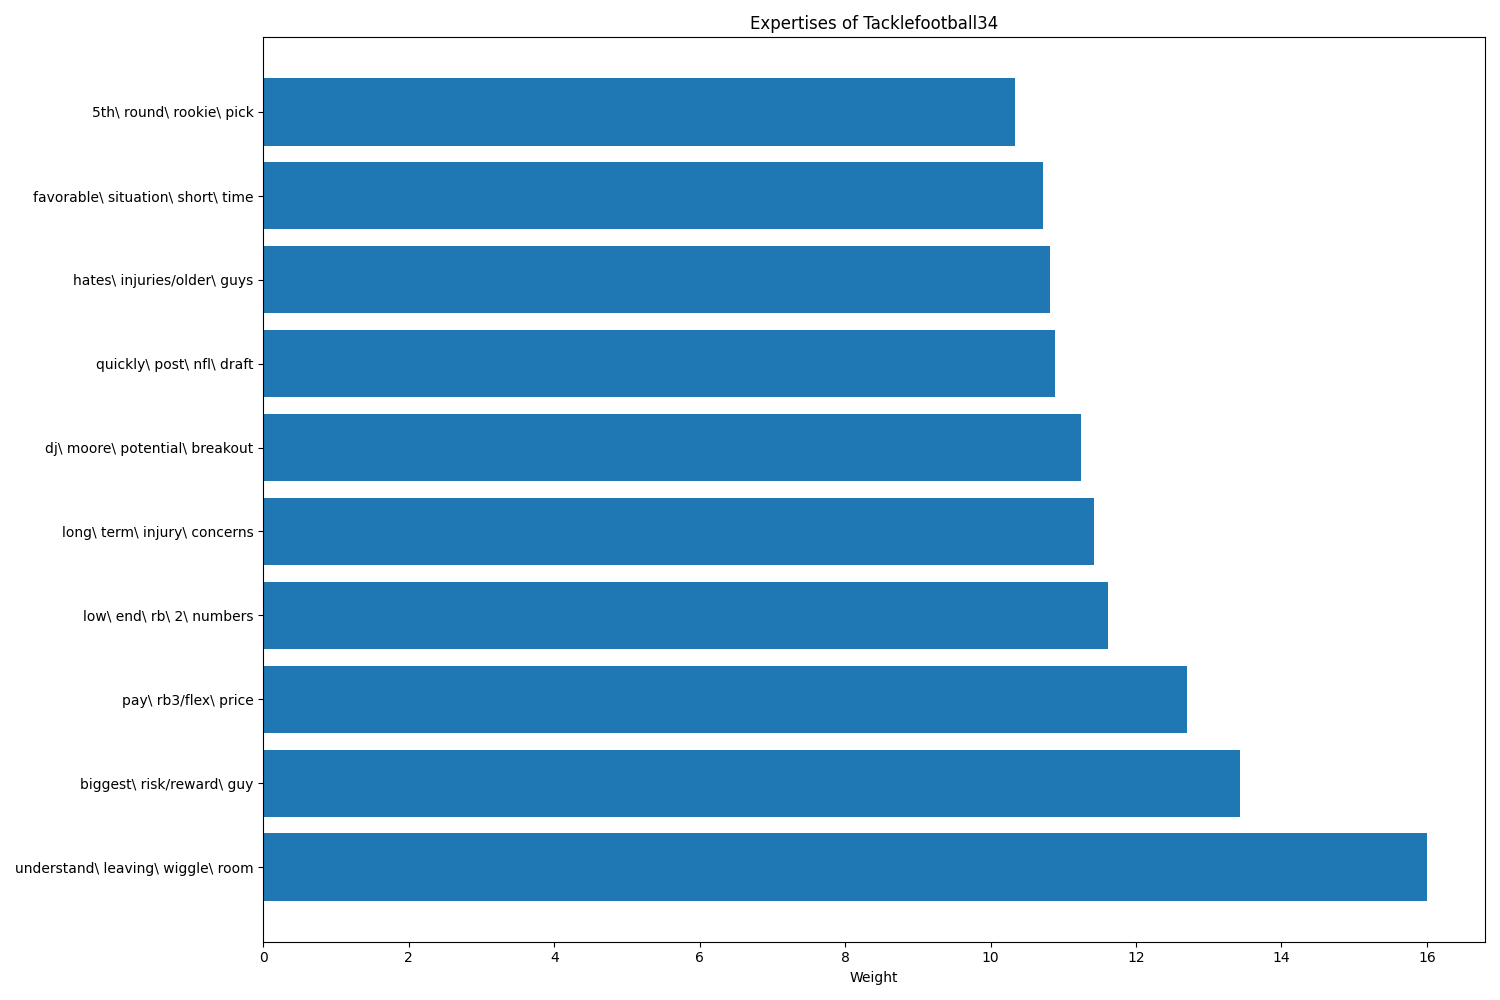 Expertises of Tacklefootball34
5th\ round\ rookie\ pick
favorable\ situation\ short\ time
hates\ injuries/older\ guys
quickly\ post\ nfl\ draft
dj\ moore\ potential\ breakout
long\ term\ injury\ concerns
low\ end\ rb\ 2\ numbers
pay\ rb3/flex\ price
biggest\ risk/reward\ guy
understand\ leaving\ wiggle\ room
0 2 4 6 8 10 12 14 16
Weight